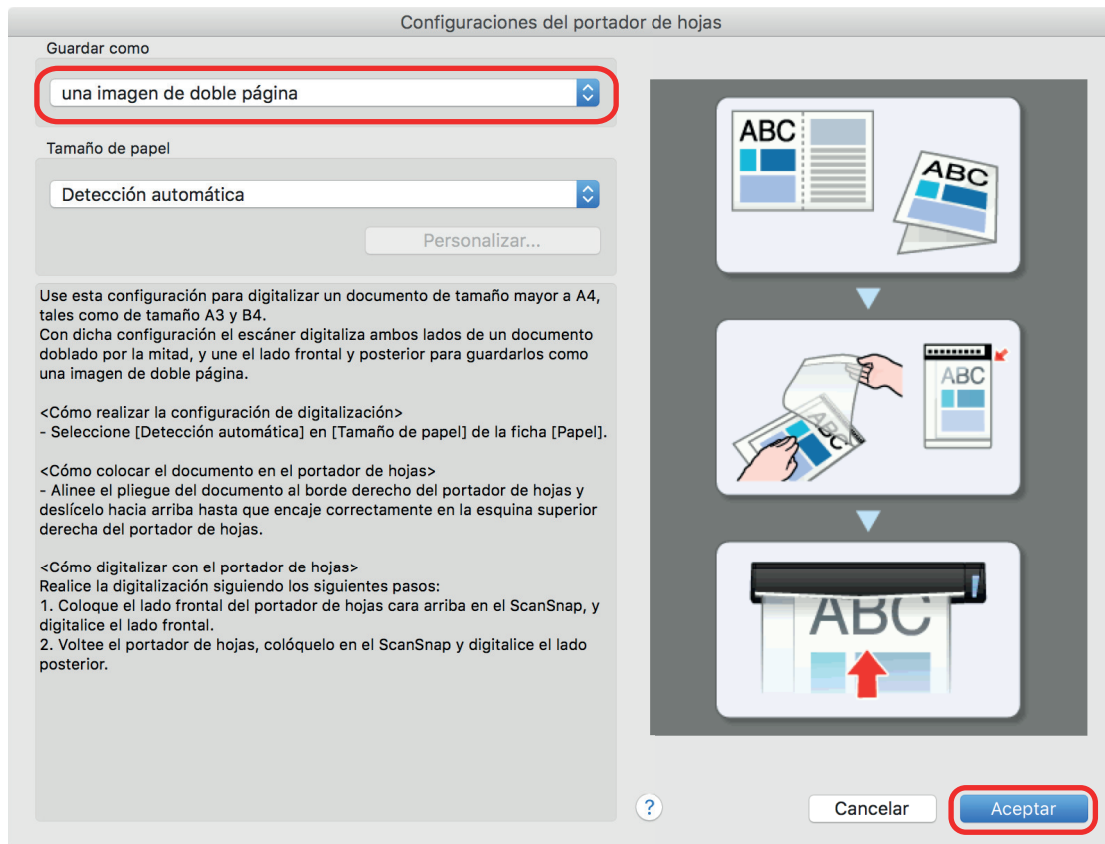 Configuraciones del portador de hojas
Guardar como
una imagen de doble página
Tamaño de papel
Detección automática
Personalizar...
Use esta configuración para digitalizar un documento de tamaño mayor a A4,
tales como de tamaño A3 y B4.
Con dicha configuración el escáner digitaliza ambos lados de un documento
doblado por la mitad, y une el lado frontal y posterior para guardarlos como
una imagen de doble página.
<Cómo realizar la configuración de digitalización>
- Seleccione [Detección automática] en [Tamaño de papel] de la ficha [Papel].
<Cómo colocar el documento en el portador de hojas>
- Alinee el pliegue del documento al borde derecho del portador de hojas y
deslícelo hacia arriba hasta que encaje correctamente en la esquina superior
derecha del portador de hojas.
<Cómo digitalizar con el portador de hojas>
Realice la digitalización siguiendo los siguientes pasos:
1. Coloque el lado frontal del portador de hojas cara arriba en el ScanSnap, y
digitalice el lado frontal.
2. Voltee el portador de hojas, colóquelo en el ScanSnap y digitalice el lado
posterior.
ABC
ABC
ABC
ABC
ABC
?
Cancelar
Aceptar